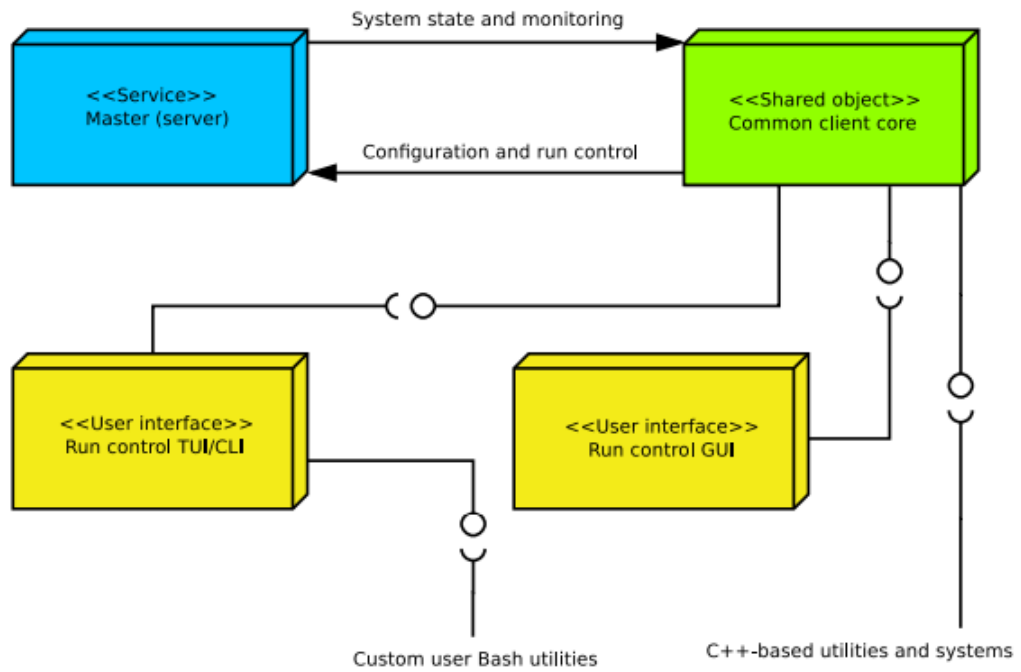 System state and monitoring
<<Service>>
Master (server)
<<Shared object>>
Common client core
Configuration and run control
<<User interface>>
Run control TUI/CLI
<<User interface>>
Run control GUI
Custom user Bash utilities
C++-based utilities and systems